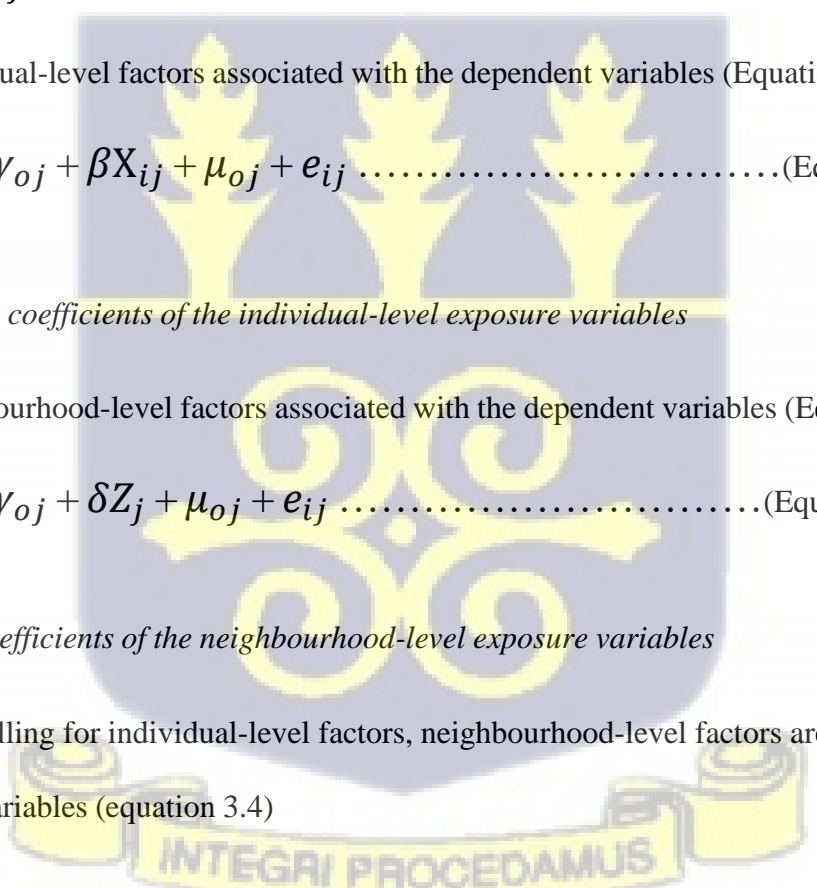 ual-level factors associated with the dependent variables (Equati
γₒⱼ + βXᵢⱼ + μₒⱼ + eᵢⱼ ……………………………(Eq
coefficients of the individual-level exposure variables
ourhood-level factors associated with the dependent variables (Eq
γₒⱼ + δZⱼ + μₒⱼ + eᵢⱼ ……………………………(Equ
efficients of the neighbourhood-level exposure variables
lling for individual-level factors, neighbourhood-level factors are
ariables (equation 3.4)
INTEGRI PROCEDAMUS